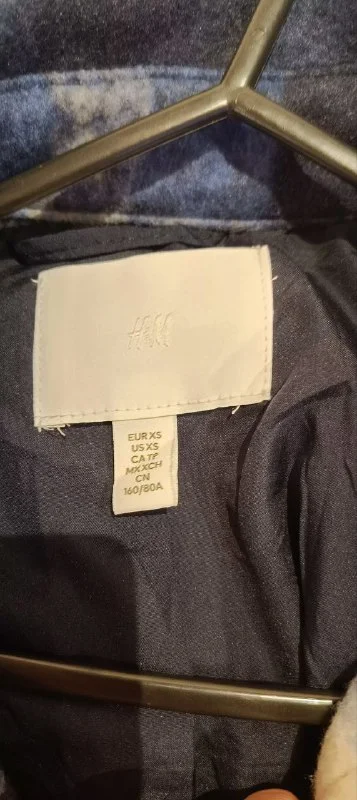 H&M
EUR XS
US XS
CA TP
MX XCH
CN
160/80A